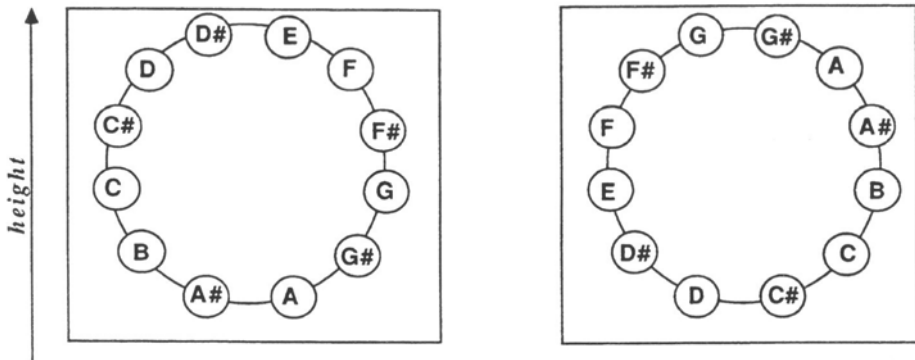 height
D# E
D F
C# F#
C G
B G#
A# A
G G#
F# A
F A#
E B
D# C
D C#